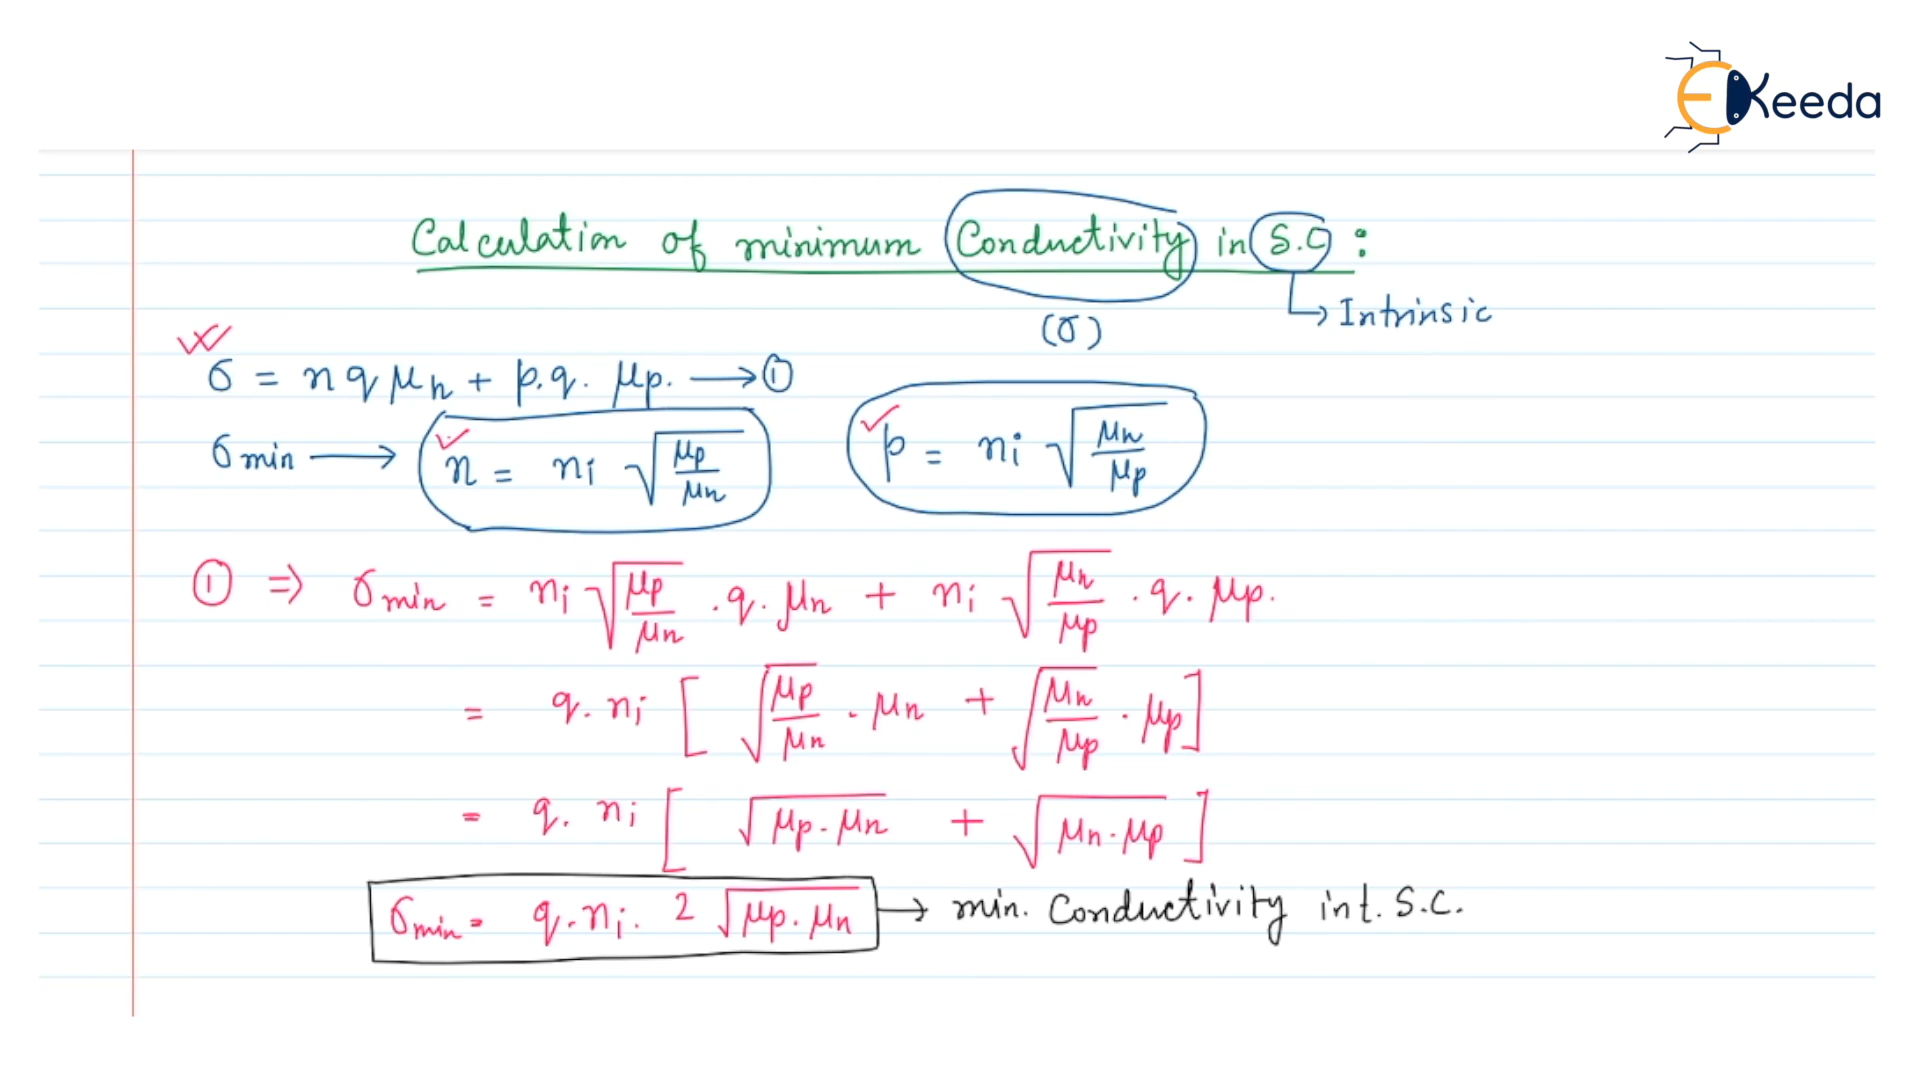 EKeeda
Calculation of minimum Conductivity in S.C :
(σ)
↳ Intrinsic
σ = n q μn + p.q. μp. ⟶ ①
σmin ⟶ n = ni √(μp/μn) p = ni √(μn/μp)
① ⇒ σmin = ni √(μp/μn) . q. μn + ni √(μn/μp) . q. μp.
= q. ni [ √(μp/μn) . μn + √(μn/μp) . μp ]
= q. ni [ √(μp . μn) + √(μn . μp) ]
σmin = q. ni. 2 √(μp . μn) → min. Conductivity int. S.C.